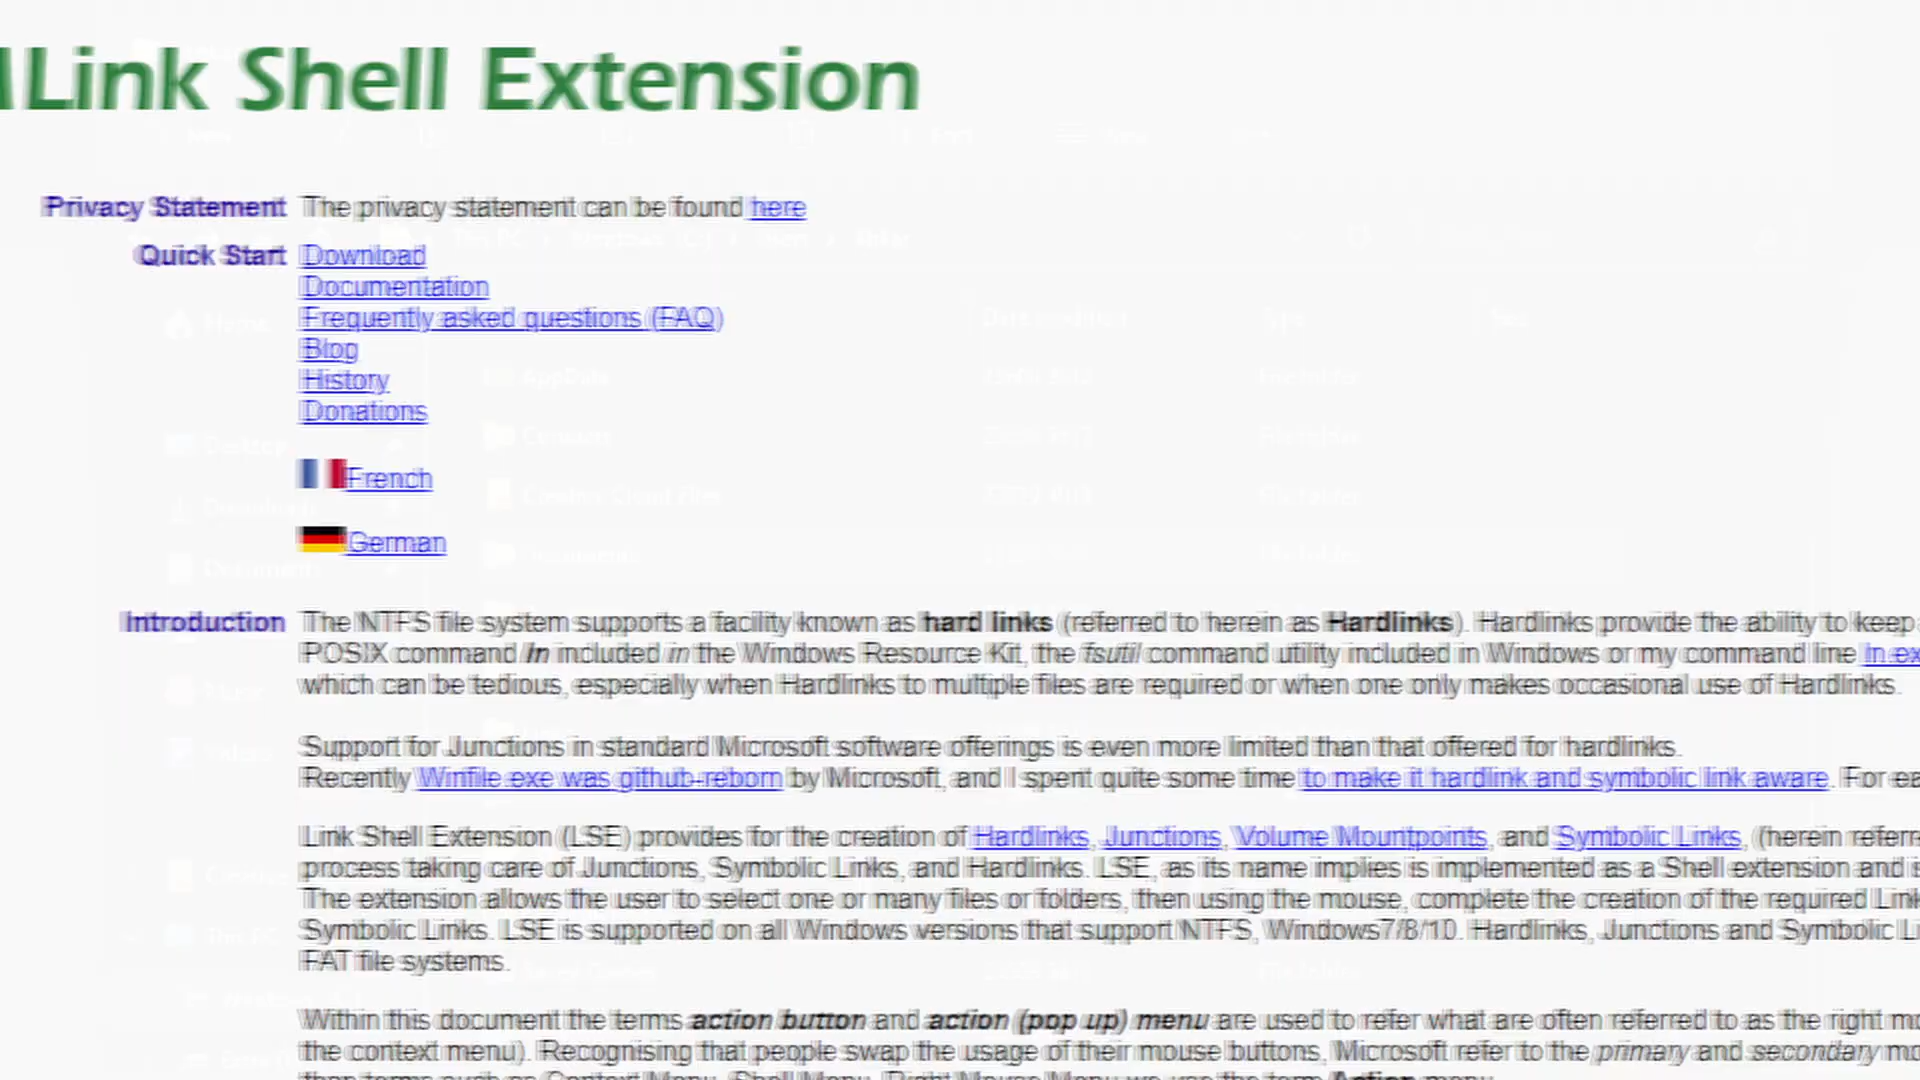 Link Shell Extension
Privacy Statement The privacy statement can be found here
Quick Start Download
Documentation
Frequently asked questions (FAQ)
Blog
History
Donations
French
German
Introduction The NTFS file system supports a facility known as hard links (referred to herein as Hardlinks). Hardlinks provide the ability to keep
POSIX command ln included in the Windows Resource Kit, the fsutil command utility included in Windows or my command line ln.ex
which can be tedious, especially when Hardlinks to multiple files are required or when one only makes occasional use of Hardlinks.
Support for Junctions in standard Microsoft software offerings is even more limited than that offered for hardlinks.
Recently Winfile.exe was github-reborn by Microsoft, and I spent quite some time to make it hardlink and symbolic link aware. For ea
Link Shell Extension (LSE) provides for the creation of Hardlinks, Junctions, Volume Mountpoints, and Symbolic Links, (herein referre
process taking care of Junctions, Symbolic Links, and Hardlinks. LSE, as its name implies is implemented as a Shell extension and is
The extension allows the user to select one or many files or folders, then using the mouse, complete the creation of the required Link
Symbolic Links. LSE is supported on all Windows versions that support NTFS, Windows7/8/10. Hardlinks, Junctions and Symbolic Li
FAT file systems.
Within this document the terms action button and action (pop up) menu are used to refer what are often referred to as the right mo
the context menu). Recognising that people swap the usage of their mouse buttons, Microsoft refer to the primary and secondary mo